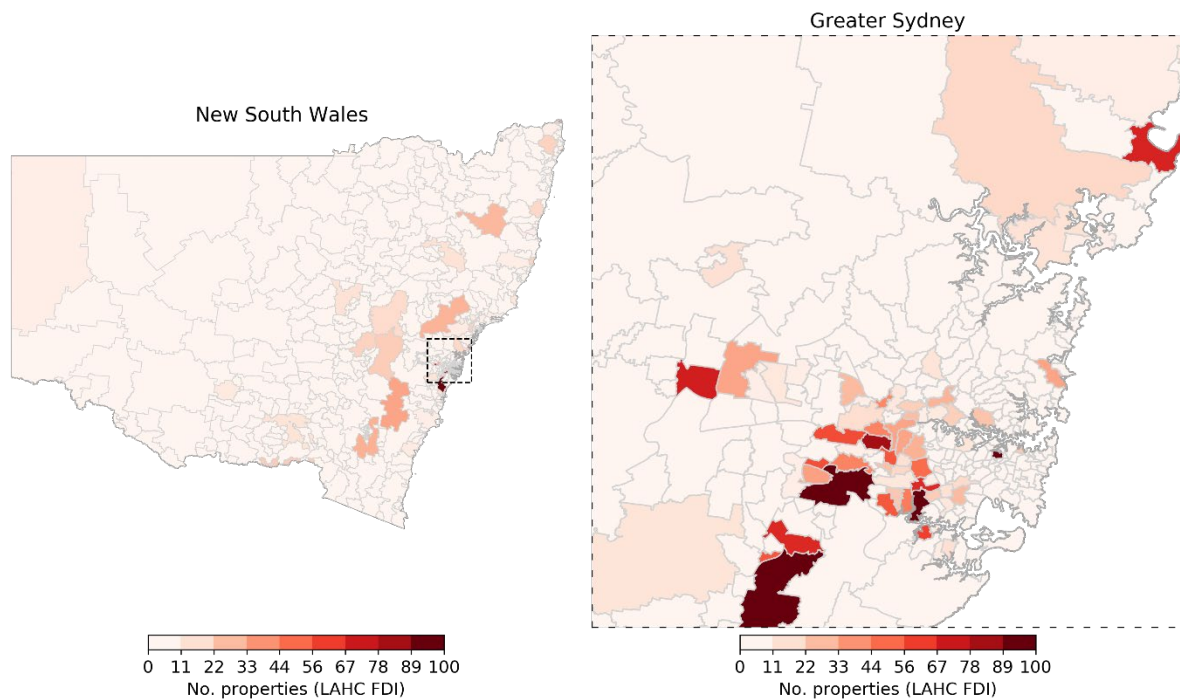 Greater Sydney
New South Wales
0 11 22 33 44 56 67 78 89 100
No. properties (LAHC FDI)
0 11 22 33 44 56 67 78 89 100
No. properties (LAHC FDI)